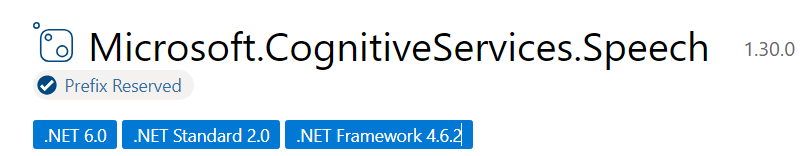 Microsoft.CognitiveServices.Speech 1.30.0
Prefix Reserved
.NET 6.0 .NET Standard 2.0 .NET Framework 4.6.2